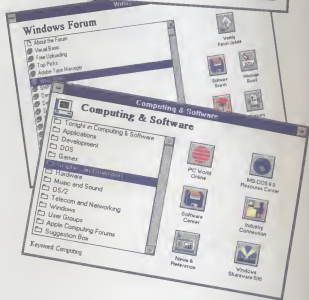 Windows Forum
About the Forum
Visual Basic
Free Uploading
Top Picks
Adobe Type Manager
Weekly
Forum Update
Software
Search
Message
Board
Computing & Software
Computing & Software
Tonight in Computing & Software
Applications
Development
DOS
Games
Hardware
Music and Sound
OS/2
Telecom and Networking
Windows
User Groups
Apple Computing Forums
Suggestion Box
Keyword: Computing
PC World
Online
MS-DOS 6.2
Resource Center
Software
Center
Industry
Connection
News &
Reference
Windows
Shareware 500